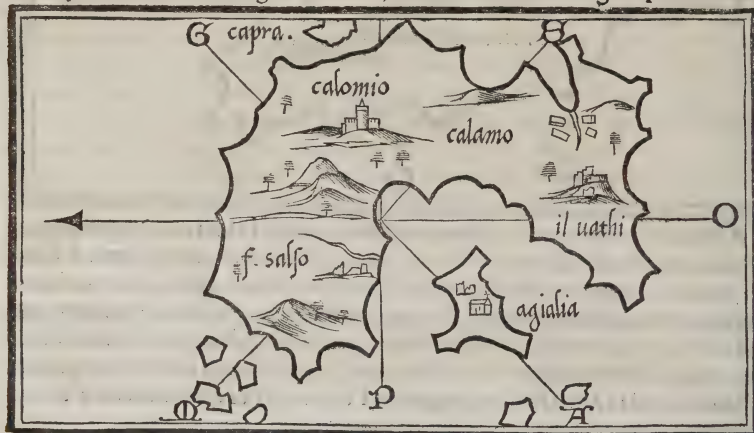 G
capra.
S
calomio
calamo
il uathi
O
f. salso
agialia
M
P
A